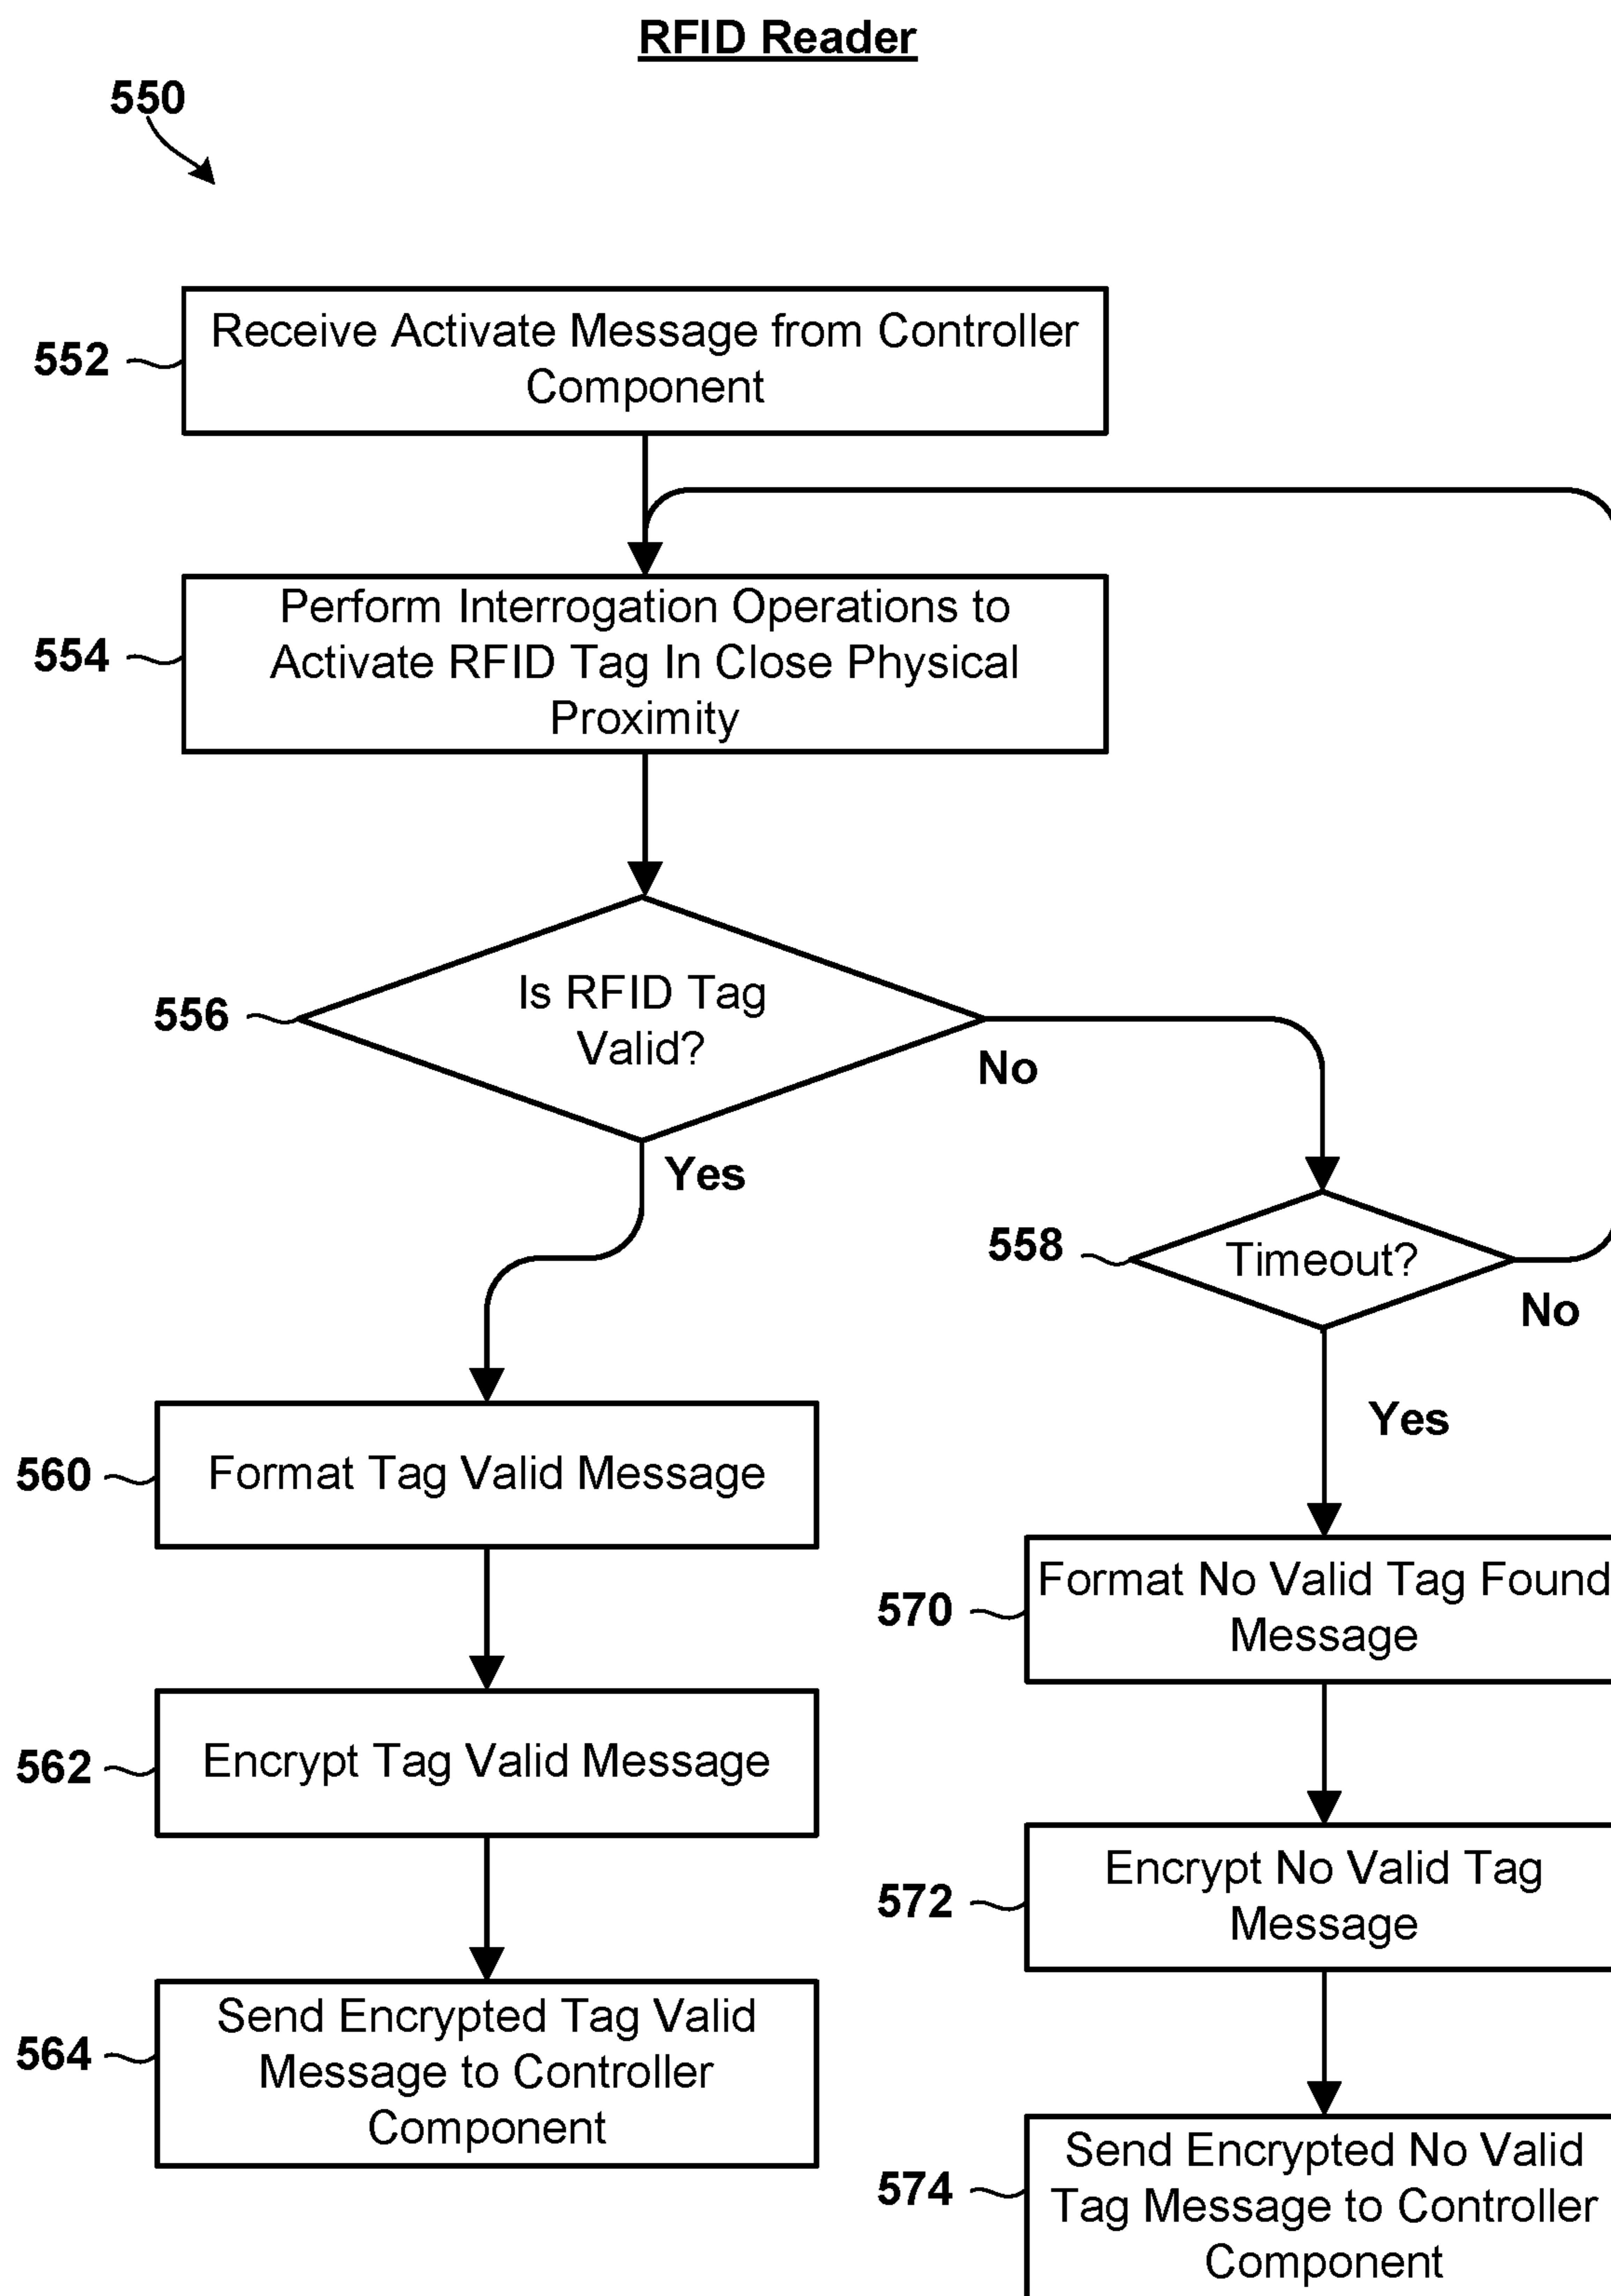 RFID Reader
550
552
Receive Activate Message from Controller
Component
554
Perform Interrogation Operations to
Activate RFID Tag In Close Physical
Proximity
556
Is RFID Tag
Valid?
No
Yes
558
Timeout?
No
Yes
560
Format Tag Valid Message
570
Format No Valid Tag Found
Message
562
Encrypt Tag Valid Message
572
Encrypt No Valid Tag
Message
564
Send Encrypted Tag Valid
Message to Controller
Component
574
Send Encrypted No Valid
Tag Message to Controller
Component